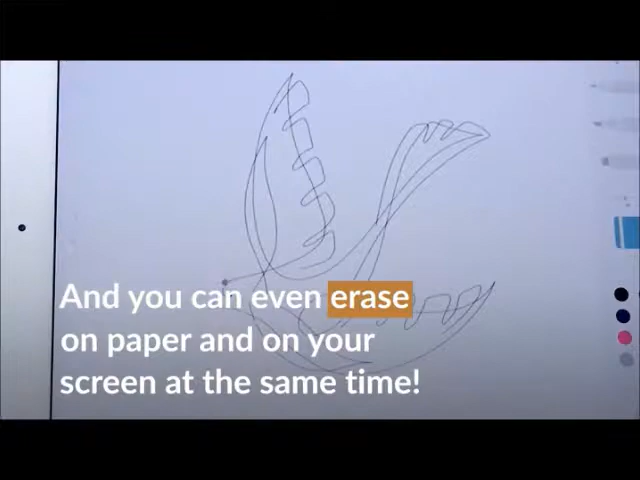 And you can even erase
on paper and on your
screen at the same time!